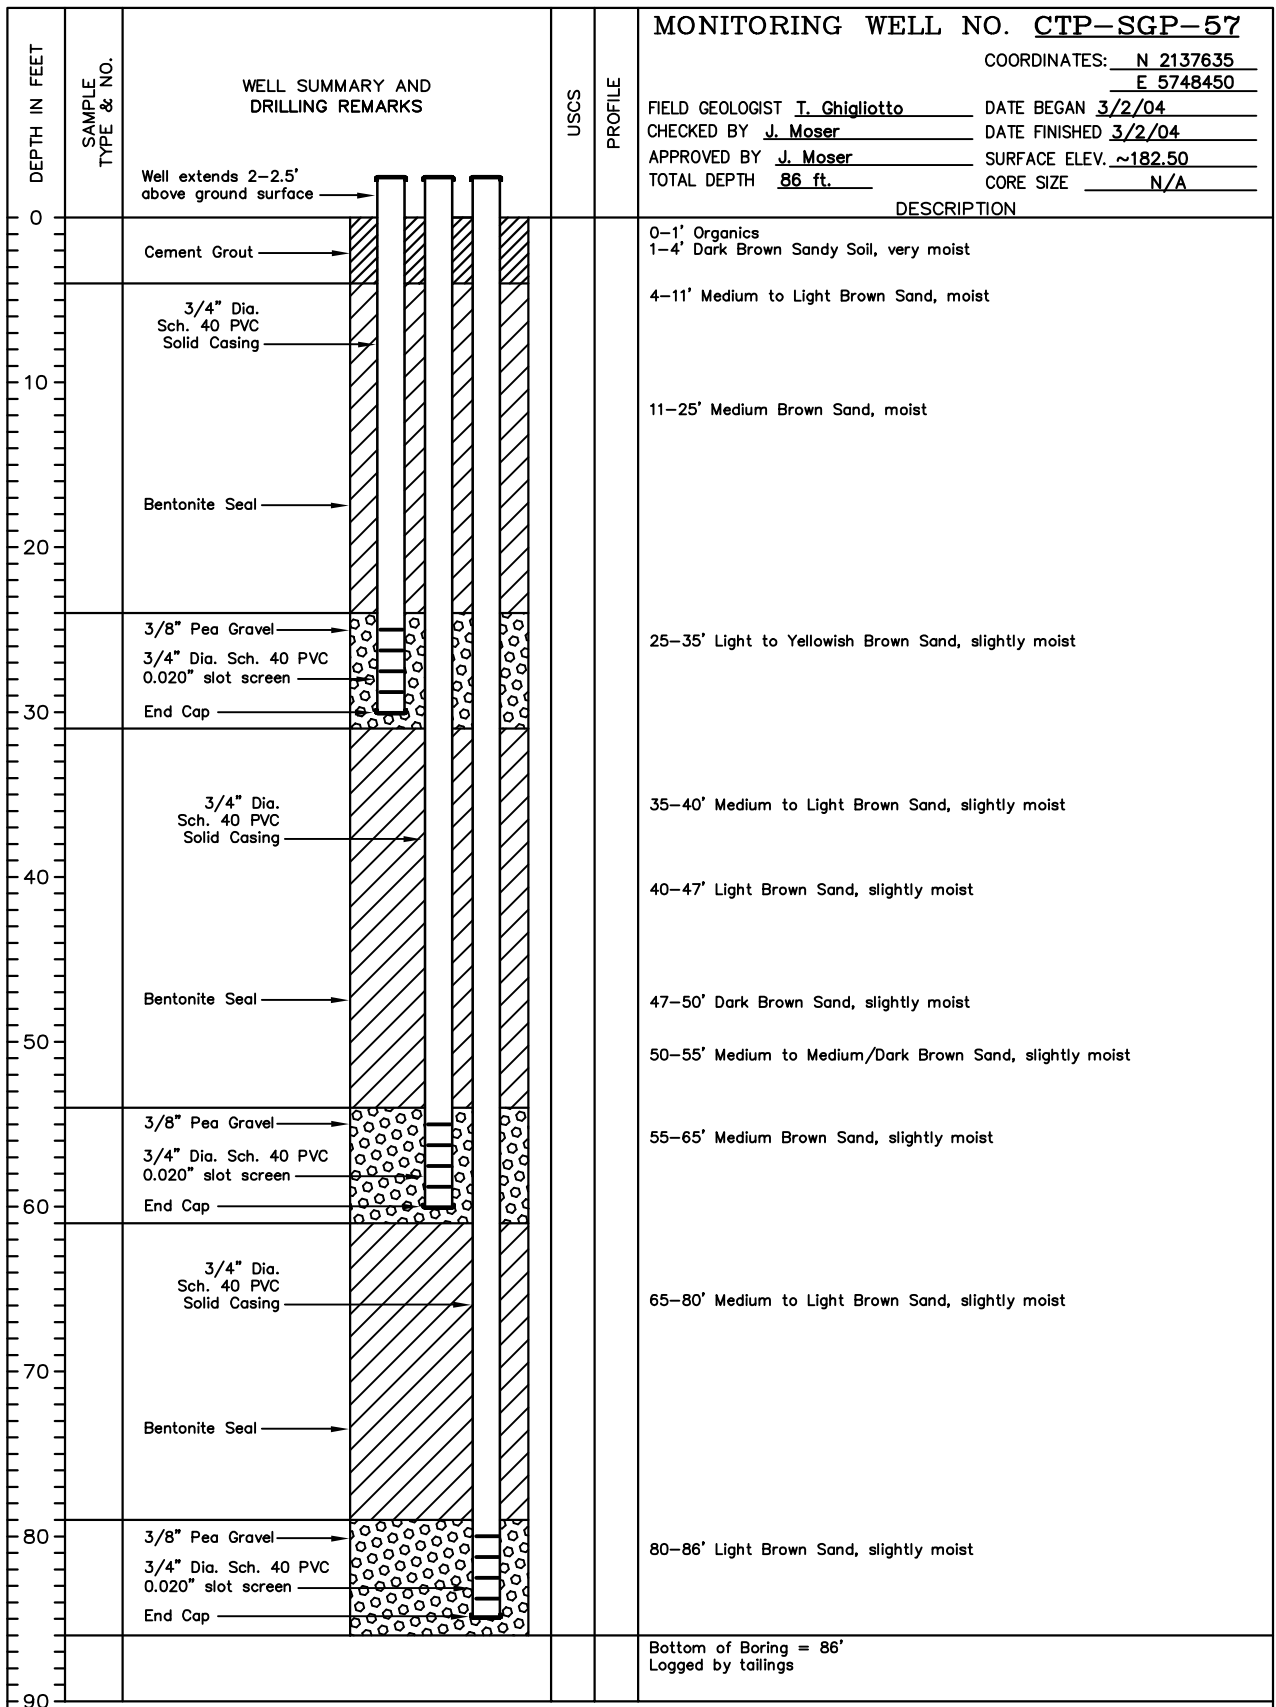 MONITORING WELL NO. CTP-SGP-57
COORDINATES: N 2137635
E 5748450
FIELD GEOLOGIST T. Ghigliotto
DATE BEGAN 3/2/04
CHECKED BY J. Moser
DATE FINISHED 3/2/04
APPROVED BY J. Moser
SURFACE ELEV. ~182.50
TOTAL DEPTH 86 ft.
CORE SIZE N/A
DESCRIPTION
DEPTH IN FEET
SAMPLE
TYPE & NO.
WELL SUMMARY AND
DRILLING REMARKS
USCS
PROFILE
Well extends 2-2.5'
above ground surface
0
0-1' Organics
1-4' Dark Brown Sandy Soil, very moist
Cement Grout
4-11' Medium to Light Brown Sand, moist
3/4" Dia.
Sch. 40 PVC
Solid Casing
10
11-25' Medium Brown Sand, moist
Bentonite Seal
20
3/8" Pea Gravel
25-35' Light to Yellowish Brown Sand, slightly moist
3/4" Dia. Sch. 40 PVC
0.020" slot screen
End Cap
30
3/4" Dia.
Sch. 40 PVC
Solid Casing
35-40' Medium to Light Brown Sand, slightly moist
40
40-47' Light Brown Sand, slightly moist
Bentonite Seal
47-50' Dark Brown Sand, slightly moist
50
50-55' Medium to Medium/Dark Brown Sand, slightly moist
3/8" Pea Gravel
55-65' Medium Brown Sand, slightly moist
3/4" Dia. Sch. 40 PVC
0.020" slot screen
End Cap
60
3/4" Dia.
Sch. 40 PVC
Solid Casing
65-80' Medium to Light Brown Sand, slightly moist
70
Bentonite Seal
80
3/8" Pea Gravel
80-86' Light Brown Sand, slightly moist
3/4" Dia. Sch. 40 PVC
0.020" slot screen
End Cap
Bottom of Boring = 86'
Logged by tailings
90